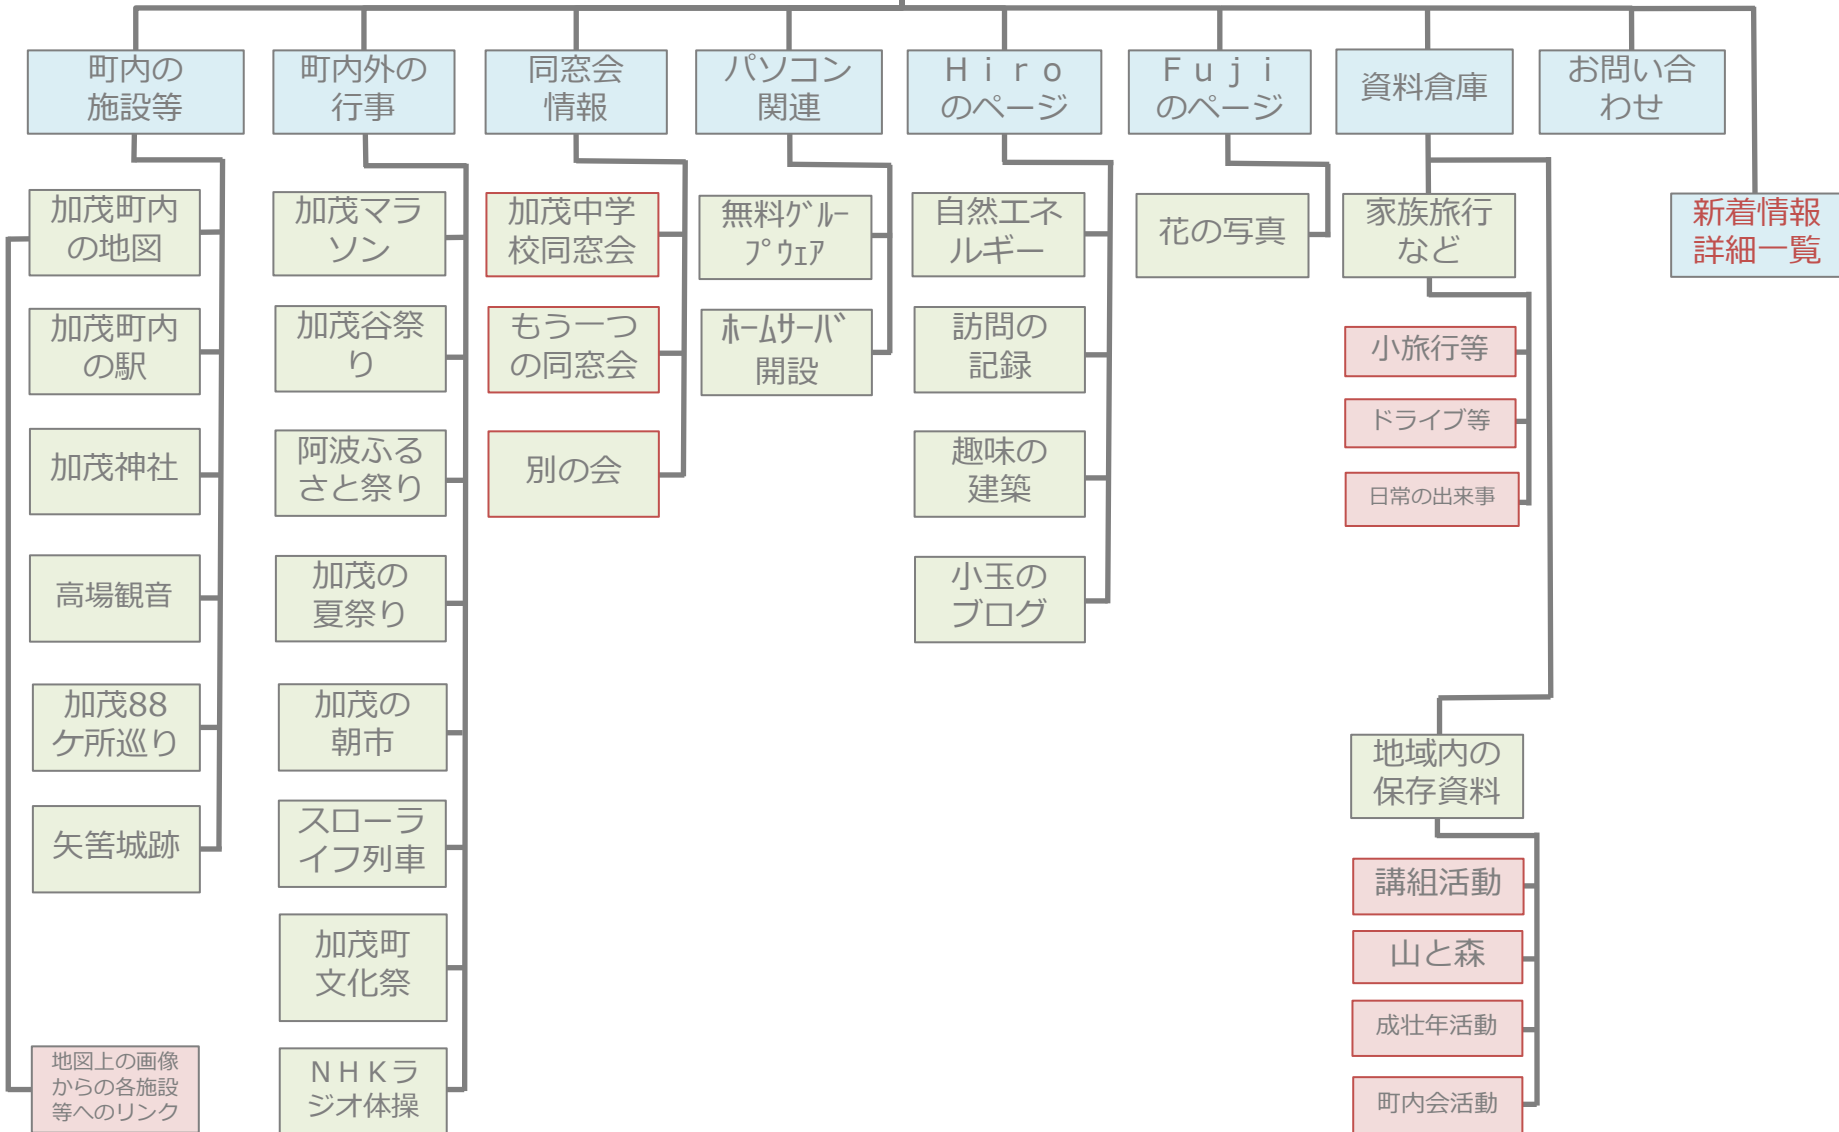 町内の
施設等
町内外の
行事
同窓会
情報
パソコン
関連
Ｈｉｒｏ
のページ
Ｆｕｊｉ
のページ
資料倉庫
お問い合
わせ
新着情報
詳細一覧
加茂町内
の地図
加茂町内
の駅
加茂神社
高場観音
加茂88
ケ所巡り
矢筈城跡
地図上の画像
からの各施設
等へのリンク
加茂マラ
ソン
加茂谷祭
り
阿波ふる
さと祭り
加茂の
夏祭り
加茂の
朝市
スローラ
イフ列車
加茂町
文化祭
ＮＨＫラ
ジオ体操
加茂中学
校同窓会
もう一つ
の同窓会
別の会
無料ｸﾞﾙｰ
ﾌﾟｳｪｱ
ﾎｰﾑｻｰﾊﾞ
開設
自然エネ
ルギー
訪問の
記録
趣味の
建築
小玉の
ブログ
花の写真
家族旅行
など
小旅行等
ドライブ等
日常の出来事
地域内の
保存資料
講組活動
山と森
成壮年活動
町内会活動